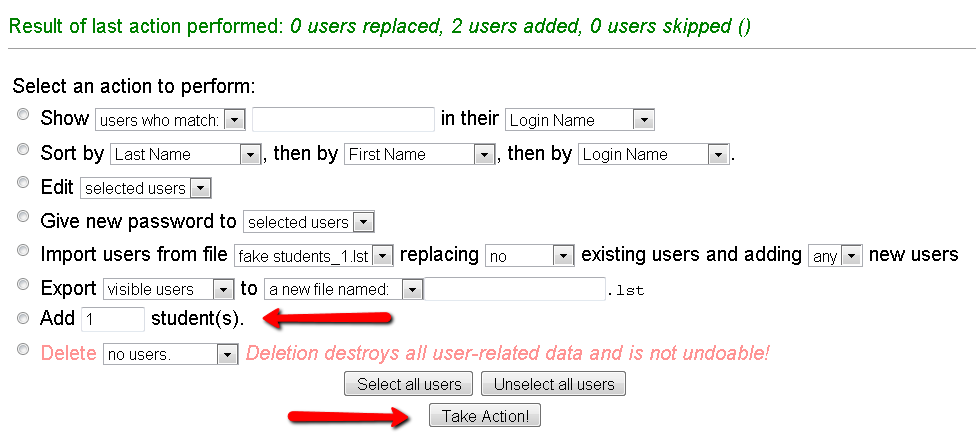 Result of last action performed: 0 users replaced, 2 users added, 0 users skipped ()
Select an action to perform:
Show users who match: in their Login Name
Sort by Last Name , then by First Name , then by Login Name .
Edit selected users
Give new password to selected users
Import users from file fake students_1.lst replacing no existing users and adding any new users
Export visible users to a new file named: .lst
Add 1 student(s).
Delete no users. Deletion destroys all user-related data and is not undoable!
Select all users Unselect all users
Take Action!